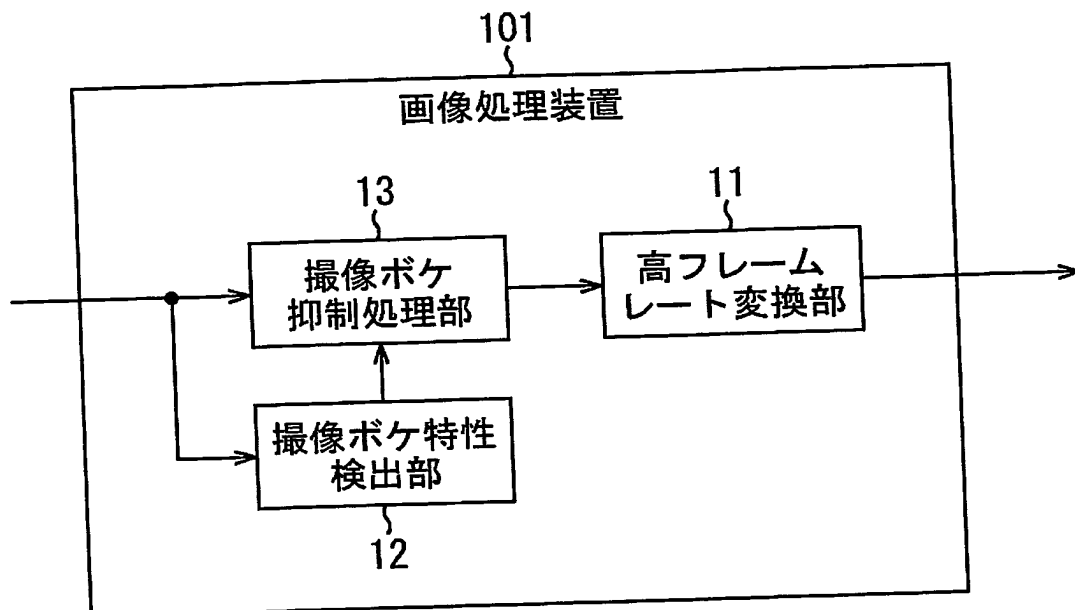 101
画像処理装置
13
11
撮像ボケ
抑制処理部
高フレーム
レート変換部
撮像ボケ特性
検出部
12